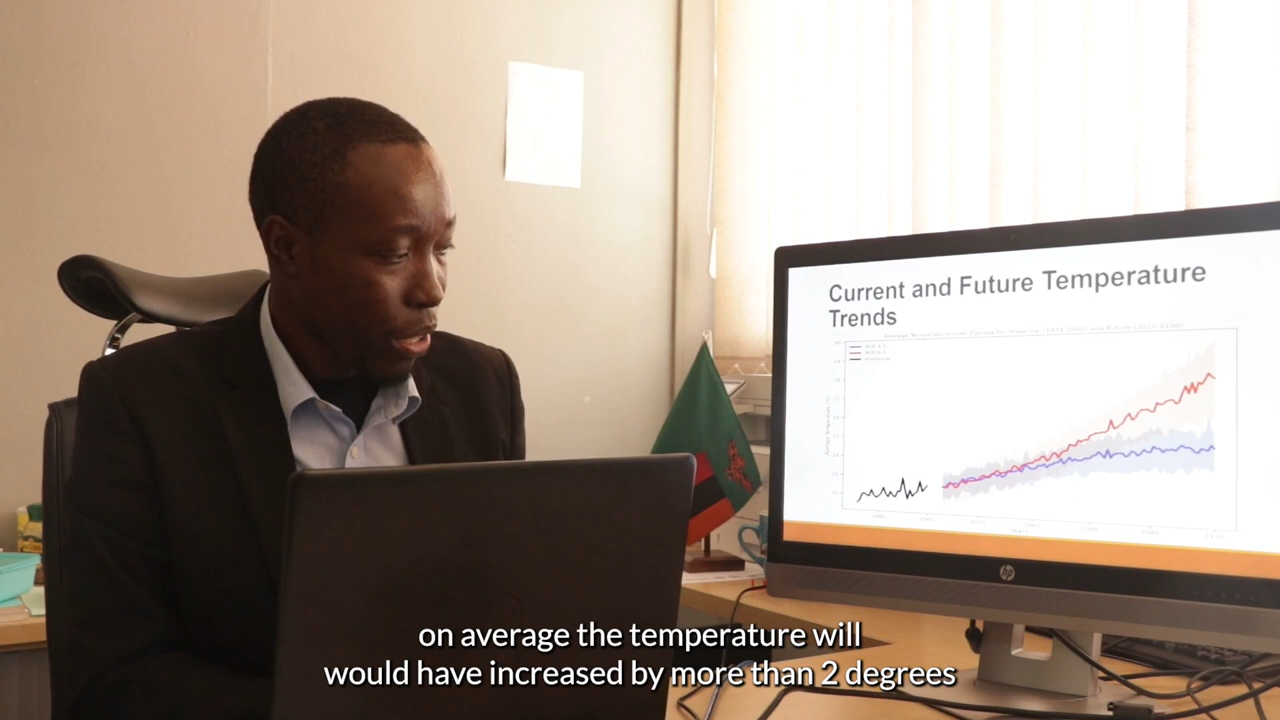 Current and Future Temperature
Trends
hp
on average the temperature will
would have increased by more than 2 degrees